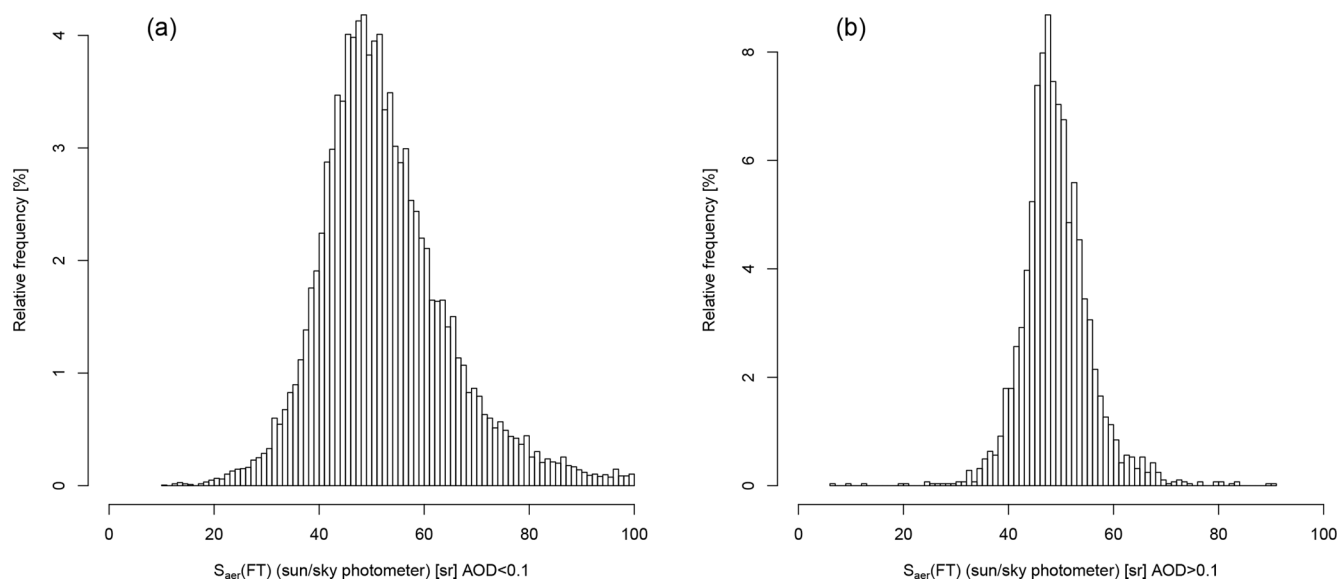 (a)
Relative frequency [%]
4
3
2
1
0
0 20 40 60 80 100
Saer(FT) (sun/sky photometer) [sr] AOD<0.1
(b)
Relative frequency [%]
8
6
4
2
0
0 20 40 60 80 100
Saer(FT) (sun/sky photometer) [sr] AOD>0.1